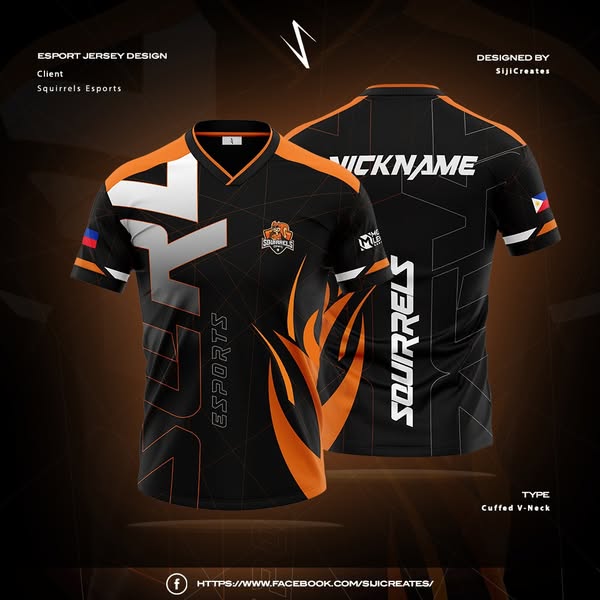 ESPORT JERSEY DESIGN
Client
Squirrels Esports
DESIGNED BY
SijiCreates
NICKNAME
SQUIRRELS
ESPORTS
SQUIRRELS
TYPE
Cuffed V-Neck
HTTPS://WWW.FACEBOOK.COM/SIJICREATES/